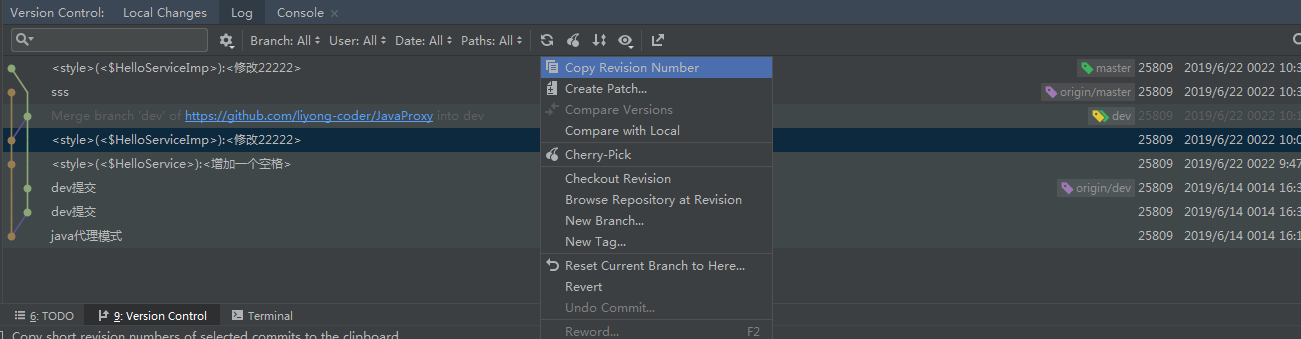 Version Control: Local Changes Log Console
Branch: All User: All Date: All Paths: All
<style>(<$HelloServiceImp>):<修改22222> master 25809 2019/6/22 0022 10:3
sss origin/master 25809 2019/6/22 0022 10:3
Merge branch 'dev' of https://github.com/liyong-coder/JavaProxy into dev dev 25809 2019/6/22 0022 10:1
<style>(<$HelloServiceImp>):<修改22222> 25809 2019/6/22 0022 10:0
<style>(<$HelloService>):<增加一个空格> 25809 2019/6/22 0022 9:47
dev提交 origin/dev 25809 2019/6/14 0014 16:3
dev提交 25809 2019/6/14 0014 16:3
java代理模式 25809 2019/6/14 0014 16:1
Copy Revision Number
Create Patch...
Compare Versions
Compare with Local
Cherry-Pick
Checkout Revision
Browse Repository at Revision
New Branch...
New Tag...
Reset Current Branch to Here...
Revert
Undo Commit...
Reword... F2
6: TODO 9: Version Control Terminal
Copy short revision numbers of selected commits to the clipboard